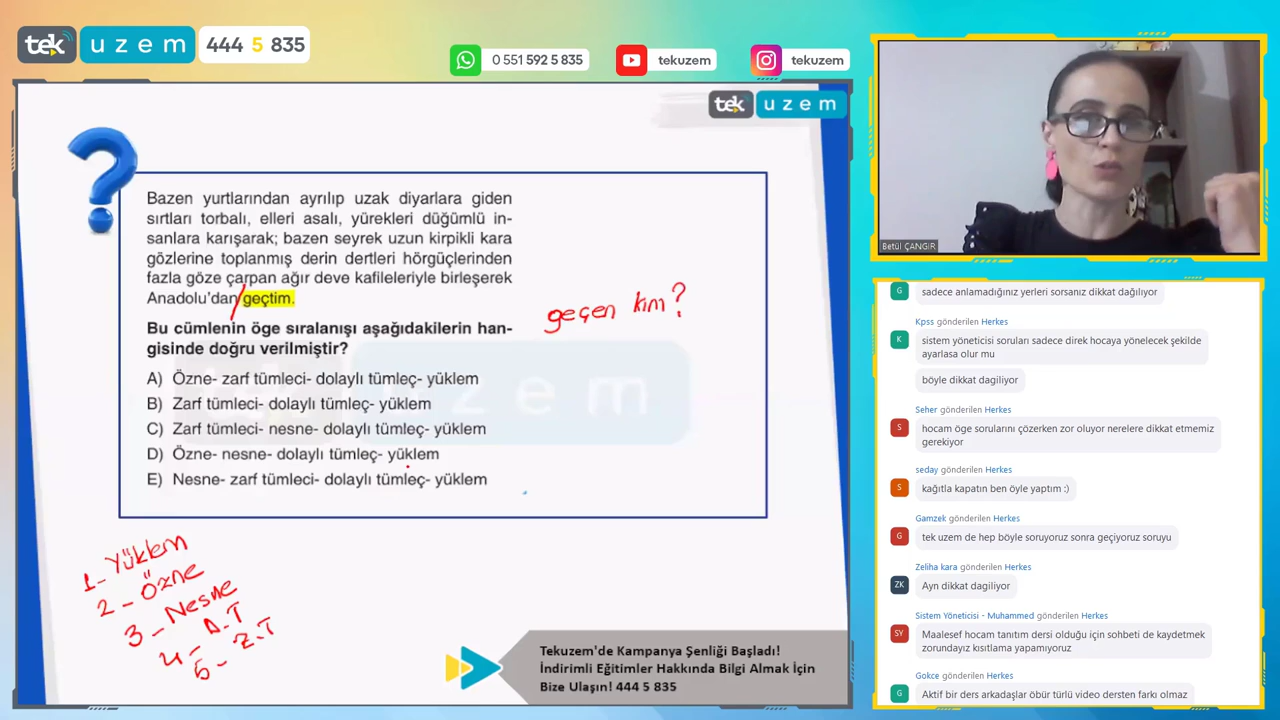 tek uzem 444 5 835
0 551 592 5 835
tekuzem
tekuzem
tek uzem
Bazen yurtlarından ayrılıp uzak diyarlara giden
sırtları torbalı, elleri asalı, yürekleri düğümlü in-
sanlara karışarak; bazen seyrek uzun kirpikli kara
gözlerine toplanmış derin dertleri hörgüçlerinden
fazla göze çarpan ağır deve kafileleriyle birleşerek
Anadolu'dan geçtim.
geçen kim?
Bu cümlenin öge sıralanışı aşağıdakilerin han-
gisinde doğru verilmiştir?
A) Özne- zarf tümleci- dolaylı tümleç- yüklem
B) Zarf tümleci- dolaylı tümleç- yüklem
C) Zarf tümleci- nesne- dolaylı tümleç- yüklem
D) Özne- nesne- dolaylı tümleç- yüklem
E) Nesne- zarf tümleci- dolaylı tümleç- yüklem
uzem
1- Yüklem
2- Özne
3- Nesne
4- D.T
5- Z.T
Tekuzem'de Kampanya Şenliği Başladı!
İndirimli Eğitimler Hakkında Bilgi Almak İçin
Bize Ulaşın! 444 5 835
Betül ÇANGIR
G
sadece anlamadığınız yerleri sorsanız dikkat dağılıyor
Kpss gönderilen Herkes
K
sistem yöneticisi soruları sadece direk hocaya yönelecek şekilde
ayarlasa olur mu
böyle dikkat dagiliyor
Seher gönderilen Herkes
S
hocam öge sorularını çözerken zor oluyor nerelere dikkat etmemiz
gerekiyor
seday gönderilen Herkes
S
kağıtla kapatın ben öyle yaptım :)
Gamzek gönderilen Herkes
G
tek uzem de hep böyle soruyoruz sonra geçiyoruz soruyu
Zeliha kara gönderilen Herkes
ZK
Ayn dikkat dagiliyor
Sistem Yöneticisi - Muhammed gönderilen Herkes
SY
Maalesef hocam tanıtım dersi olduğu için sohbeti de kaydetmek
zorundayız kısıtlama yapamıyoruz
Gokce gönderilen Herkes
G
Aktif bir ders arkadaşlar öbür türlü video dersten farkı olmaz